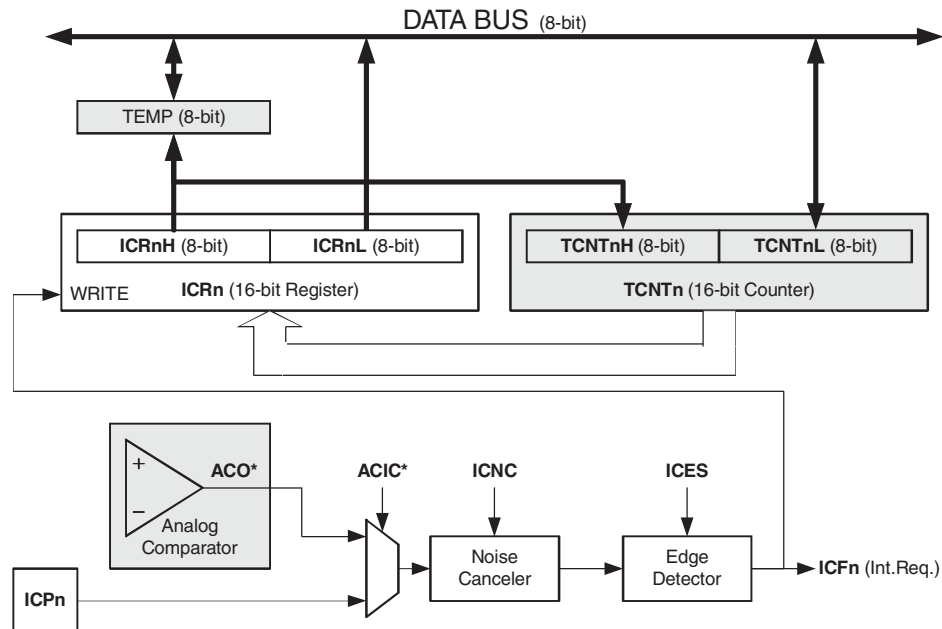 DATA BUS (8-bit)
TEMP (8-bit)
ICRnH (8-bit) ICRnL (8-bit)
TCNTnH (8-bit) TCNTnL (8-bit)
WRITE
ICRn (16-bit Register)
TCNTn (16-bit Counter)
+
−
ACO*
Analog
Comparator
ACIC*
ICNC
ICES
Noise
Canceler
Edge
Detector
ICFn (Int.Req.)
ICPn